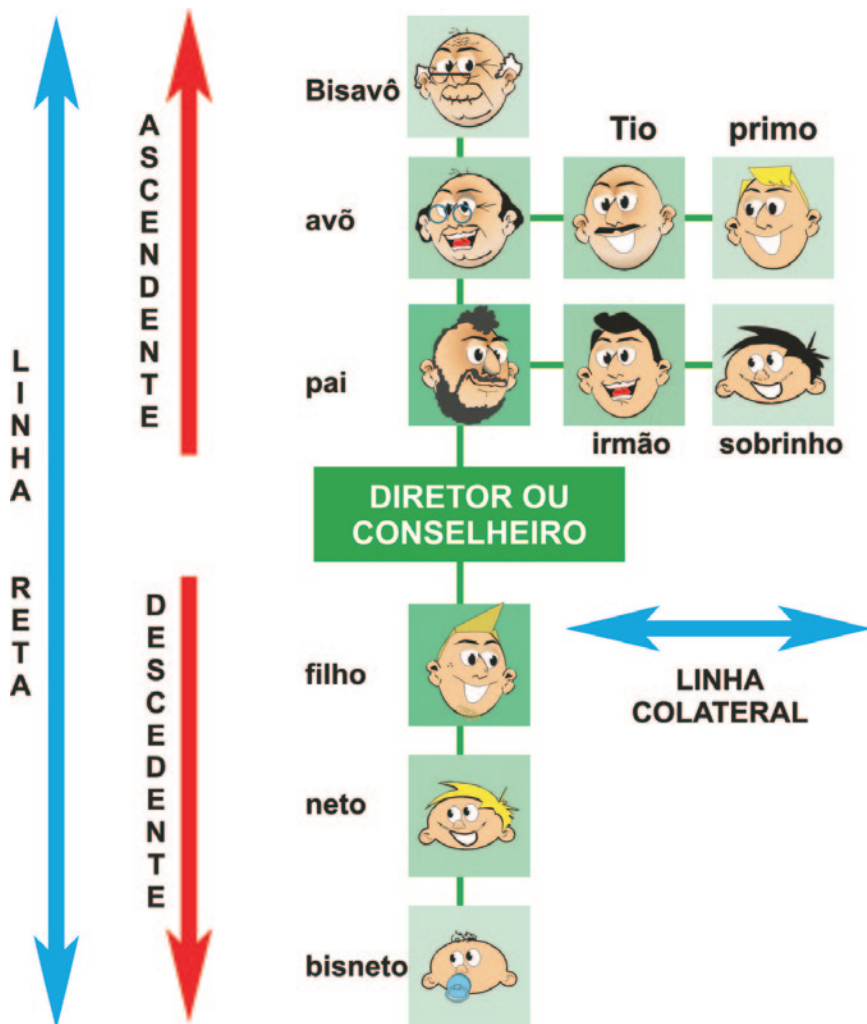 Bisavô
Tio
primo
avõ
pai
irmão
sobrinho
DIRETOR OU
CONSELHEIRO
filho
neto
bisneto
LINHA
COLATERAL
LINHA RETA
ASCENDENTE
DESCEDENTE